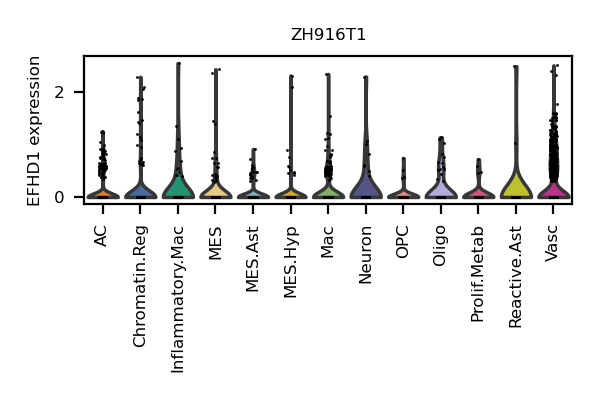 ZH916T1
EFHD1 expression
2
0
AC
Chromatin.Reg
Inflammatory.Mac
MES
MES.Ast
MES.Hyp
Mac
Neuron
OPC
Oligo
Prolif.Metab
Reactive.Ast
Vasc